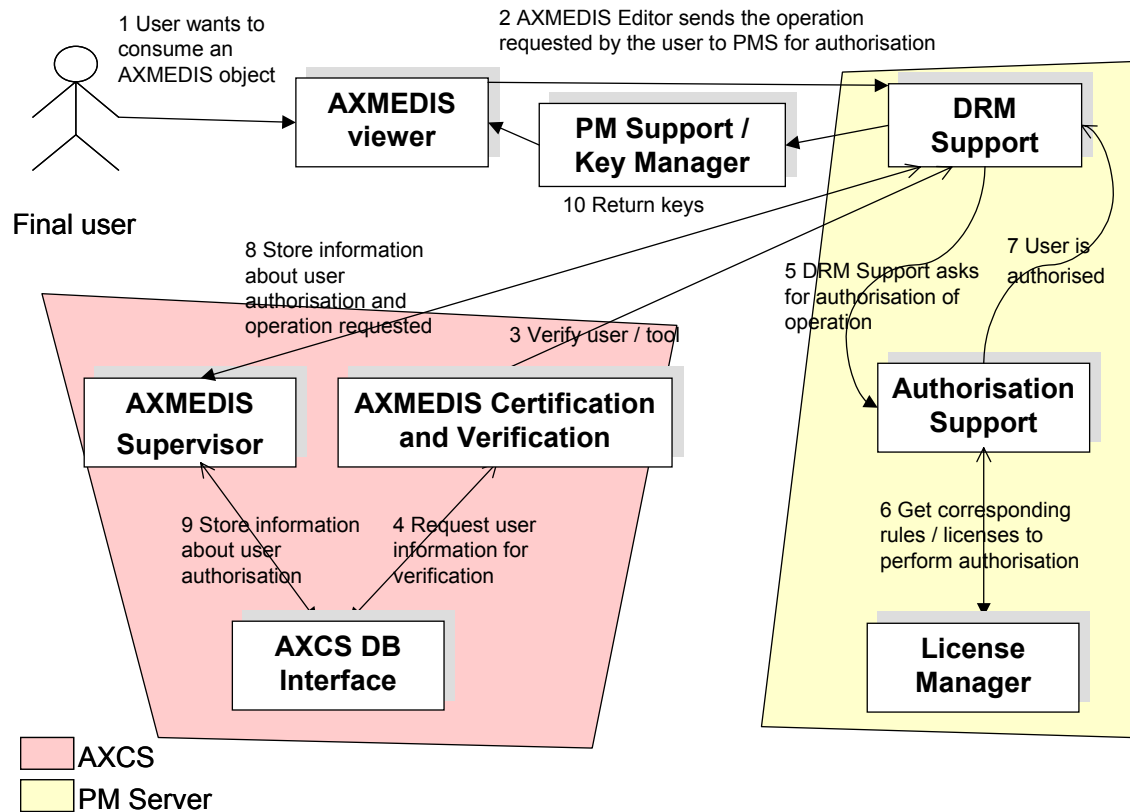 1 User wants to
consume an
AXMEDIS object
2 AXMEDIS Editor sends the operation
requested by the user to PMS for authorisation
AXMEDIS
viewer
PM Support /
Key Manager
DRM
Support
10 Return keys
Final user
8 Store information
about user
authorisation and
operation requested
7 User is
authorised
5 DRM Support asks
for authorisation of
operation
3 Verify user / tool
AXMEDIS
Supervisor
AXMEDIS Certification
and Verification
Authorisation
Support
9 Store information
about user
authorisation
4 Request user
information for
verification
6 Get corresponding
rules / licenses to
perform authorisation
AXCS DB
Interface
License
Manager
AXCS
PM Server